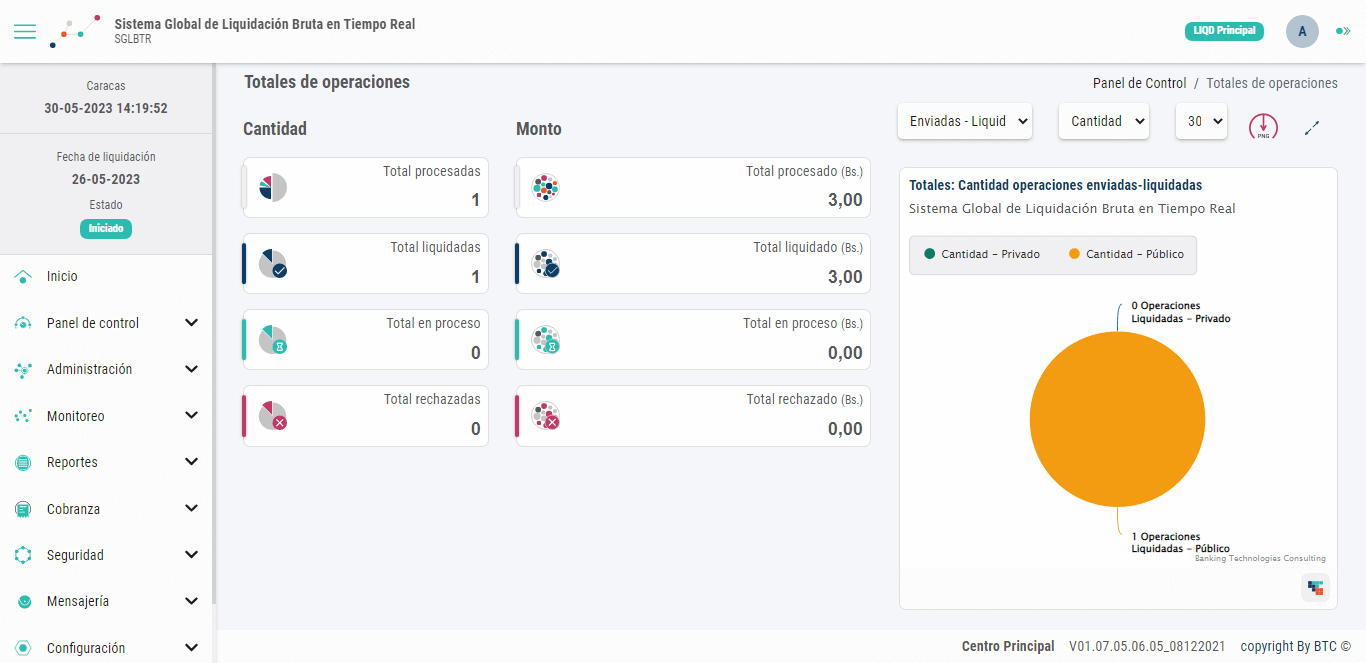 Sistema Global de Liquidación Bruta en Tiempo Real
SGLBTR
LIQD Principal
A
Caracas
30-05-2023 14:19:52
Fecha de liquidación
26-05-2023
Estado
Iniciado
Inicio
Panel de control
Administración
Monitoreo
Reportes
Cobranza
Seguridad
Mensajería
Configuración
Totales de operaciones
Panel de Control / Totales de operaciones
Cantidad
Total procesadas
1
Total liquidadas
1
Total en proceso
0
Total rechazadas
0
Monto
Total procesado (Bs.)
3,00
Total liquidado (Bs.)
3,00
Total en proceso (Bs.)
0,00
Total rechazado (Bs.)
0,00
Enviadas - Liquid
Cantidad
30
PNG
Totales: Cantidad operaciones enviadas-liquidadas
Sistema Global de Liquidación Bruta en Tiempo Real
Cantidad - Privado
Cantidad - Público
0 Operaciones
Liquidadas - Privado
1 Operaciones
Liquidadas - Público
Banking Technologies Consulting
Centro Principal V01.07.05.06.05_08122021 copyright By BTC ©